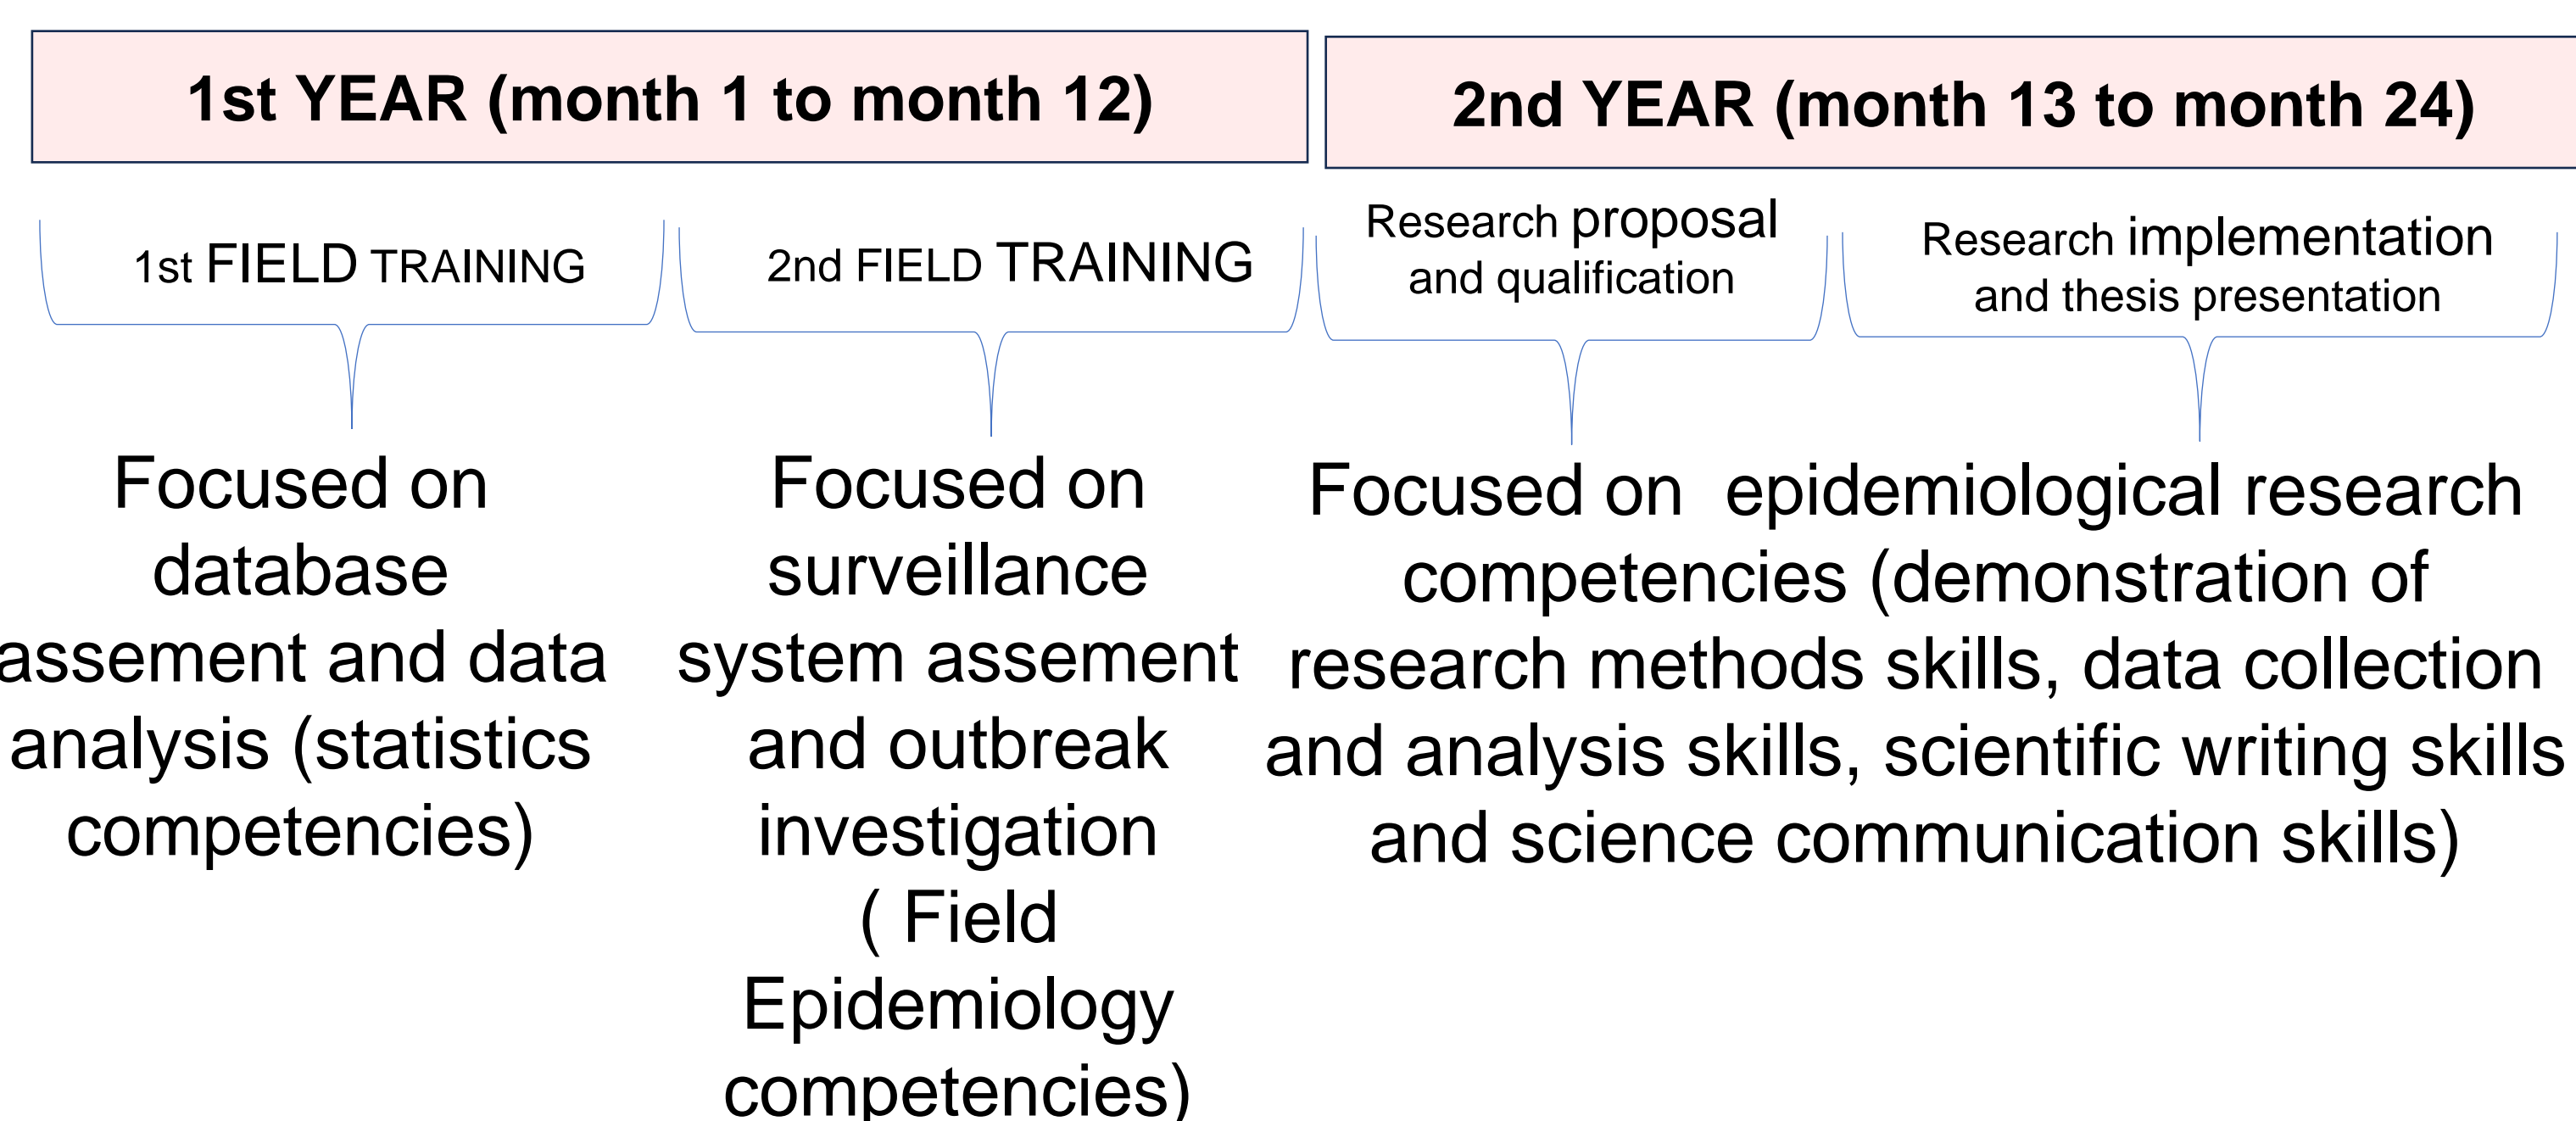 1st YEAR (month 1 to month 12)
2nd YEAR (month 13 to month 24)
1st FIELD TRAINING
2nd FIELD TRAINING
Research proposal
and qualification
Research implementation
and thesis presentation
Focused on
database
assement and data
analysis (statistics
competencies)
Focused on
surveillance
system assement
and outbreak
investigation
( Field
Epidemiology
competencies)
Focused on  epidemiological research
competencies (demonstration of
research methods skills, data collection
and analysis skills, scientific writing skills
and science communication skills)